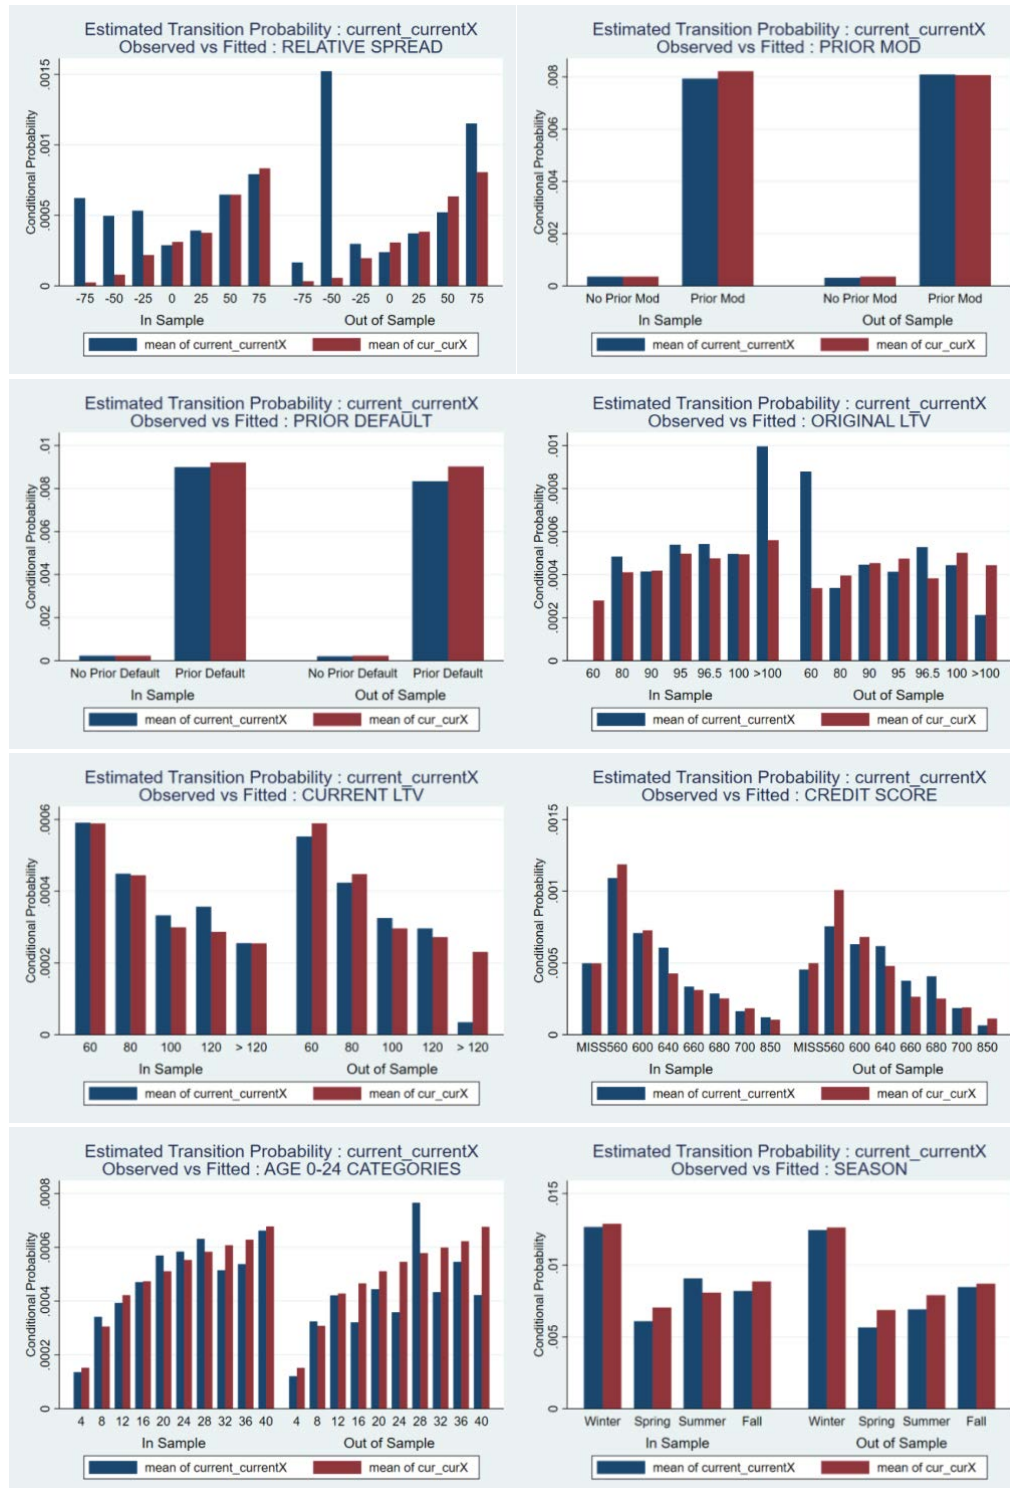 Estimated Transition Probability : current_currentX
Observed vs Fitted : RELATIVE SPREAD
Conditional Probability
0 .0005 .001 .0015
-75 -50 -25 0 25 50 75 -75 -50 -25 0 25 50 75
In Sample Out of Sample
mean of current_currentX mean of cur_curX
Estimated Transition Probability : current_currentX
Observed vs Fitted : PRIOR MOD
Conditional Probability
0 .002 .004 .006 .008
No Prior Mod Prior Mod No Prior Mod Prior Mod
In Sample Out of Sample
mean of current_currentX mean of cur_curX
Estimated Transition Probability : current_currentX
Observed vs Fitted : PRIOR DEFAULT
Conditional Probability
0 .002 .004 .006 .008 .01
No Prior Default Prior Default No Prior Default Prior Default
In Sample Out of Sample
mean of current_currentX mean of cur_curX
Estimated Transition Probability : current_currentX
Observed vs Fitted : ORIGINAL LTV
Conditional Probability
0 .0002 .0004 .0006 .0008 .001
60 80 90 95 96.5 100 >100 60 80 90 95 96.5 100 >100
In Sample Out of Sample
mean of current_currentX mean of cur_curX
Estimated Transition Probability : current_currentX
Observed vs Fitted : CURRENT LTV
Conditional Probability
0 .0002 .0004 .0006
60 80 100 120 > 120 60 80 100 120 > 120
In Sample Out of Sample
mean of current_currentX mean of cur_curX
Estimated Transition Probability : current_currentX
Observed vs Fitted : CREDIT SCORE
Conditional Probability
0 .0005 .001 .0015
MISS560 600 640 660 680 700 850 MISS560 600 640 660 680 700 850
In Sample Out of Sample
mean of current_currentX mean of cur_curX
Estimated Transition Probability : current_currentX
Observed vs Fitted : AGE 0-24 CATEGORIES
Conditional Probability
0 .0002 .0004 .0006 .0008
4 8 12 16 20 24 28 32 36 40 4 8 12 16 20 24 28 32 36 40
In Sample Out of Sample
mean of current_currentX mean of cur_curX
Estimated Transition Probability : current_currentX
Observed vs Fitted : SEASON
Conditional Probability
0 .005 .01 .015
Winter Spring Summer Fall Winter Spring Summer Fall
In Sample Out of Sample
mean of current_currentX mean of cur_curX